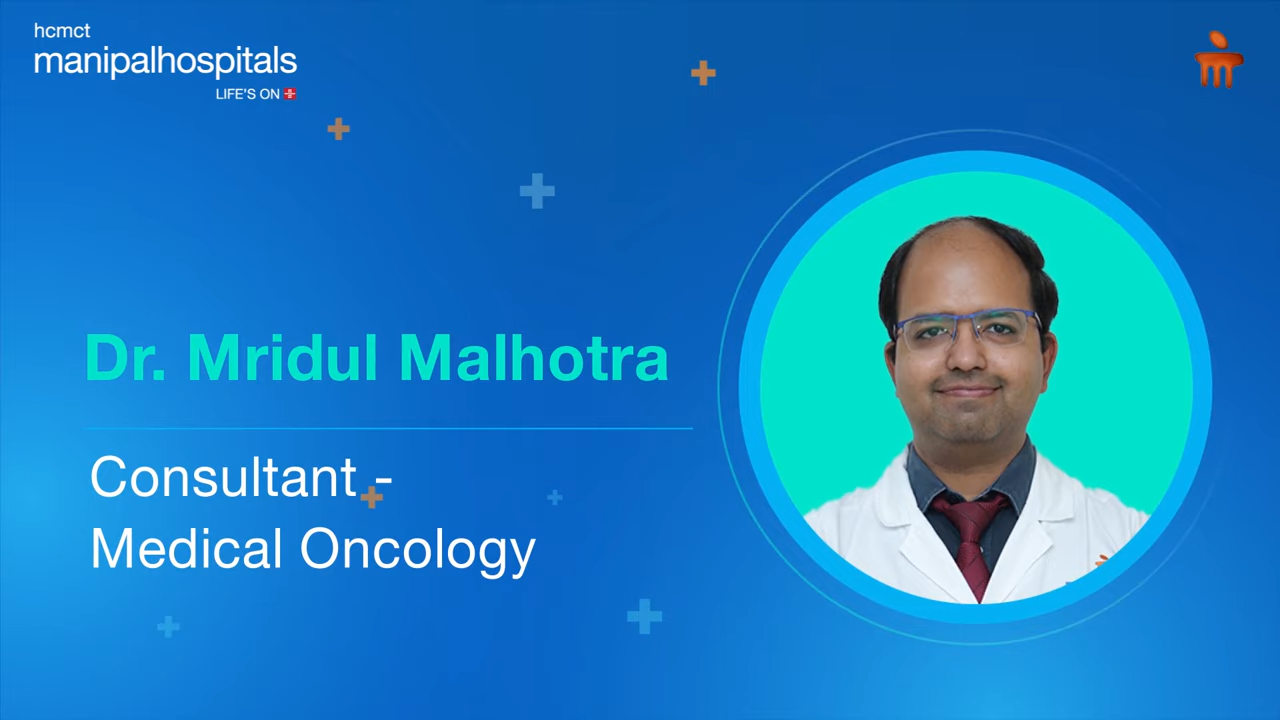 hcmct
manipalhospitals
LIFE'S ON
Dr. Mridul Malhotra
Consultant -
Medical Oncology